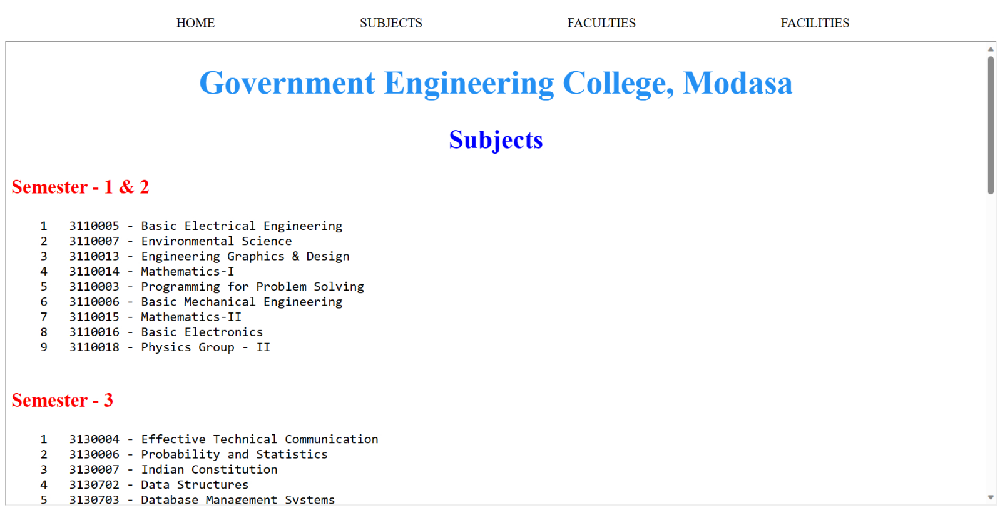 HOME SUBJECTS FACULTIES FACILITIES
Government Engineering College, Modasa
Subjects
Semester - 1 & 2
1 3110005 - Basic Electrical Engineering
2 3110007 - Environmental Science
3 3110013 - Engineering Graphics & Design
4 3110014 - Mathematics-I
5 3110003 - Programming for Problem Solving
6 3110006 - Basic Mechanical Engineering
7 3110015 - Mathematics-II
8 3110016 - Basic Electronics
9 3110018 - Physics Group - II
Semester - 3
1 3130004 - Effective Technical Communication
2 3130006 - Probability and Statistics
3 3130007 - Indian Constitution
4 3130702 - Data Structures
5 3130703 - Database Management Systems